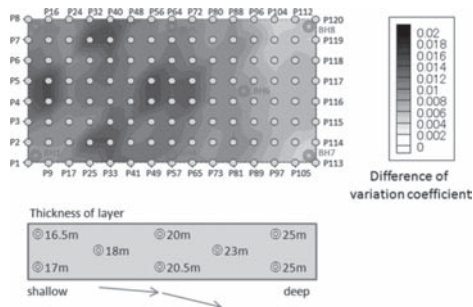 P8 P16 P24 P32 P40 P48 P56 P64 P72 P80 P88 P96 P104 P112 P120
BH8
P7 P119
P6 P118
P5 P117
BH6
P4 P116
P3 P115
P2 P114
BH7
P1 P113
P9 P17 P25 P33 P41 P49 P57 P65 P73 P81 P89 P97 P105
0.02
0.018
0.016
0.014
0.012
0.01
0.008
0.006
0.004
0.002
0
Difference of
variation coefficient
Thickness of layer
16.5m 20m 25m
18m 23m
17m 20.5m 25m
shallow deep